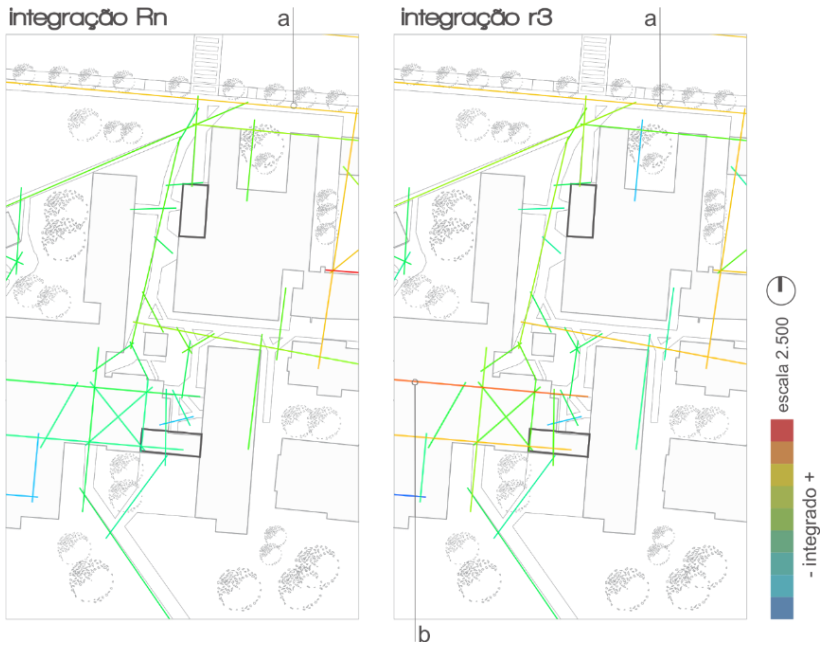 integração Rn
a
integração r3
a
b
escala 2.500
- integrado +